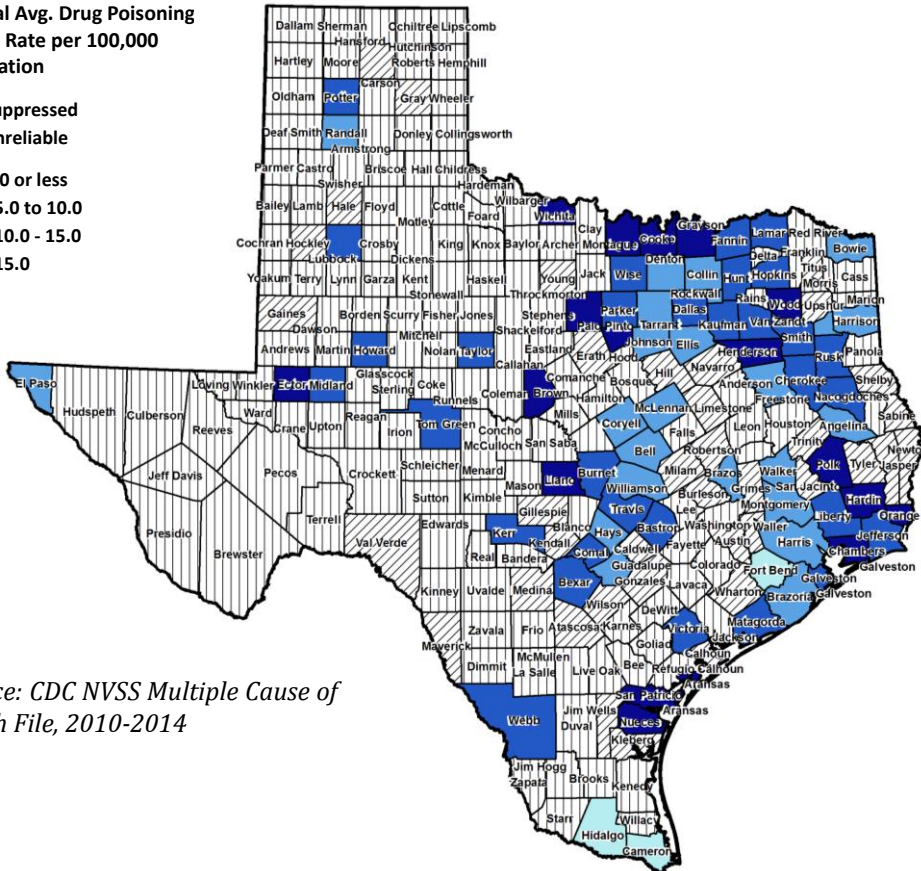 al Avg. Drug Poisoning
Rate per 100,000
ation
uppressed
nreliable
0 or less
5.0 to 10.0
10.0 - 15.0
15.0
Dallam Sherman Ochiltree Lipscomb
Hansford Hutchinson
Hartley Moore Roberts Hemphill
Carson
Oldham Potter Gray Wheeler
Deaf Smith Randall Donley Collingsworth
Armstrong
Parmer Castro Briscoe Hall Childress
Swisher Hardeman
Bailey Lamb Hale Floyd Cottle Wilbarger
Motley Foard Wichita
Cochran Hockley Crosby King Knox Baylor Archer Clay Montague Cooke Grayson Fannin Lamar Red River
Lubbock Dickens Delta Franklin Bowie
Yoakum Terry Lynn Garza Kent Haskell Young Jack Wise Denton Collin Hunt Hopkins Titus Cass
Stonewall Throckmorton Rockwall Rains Morris
Gaines Borden Scurry Fisher Jones Stephens Parker Dallas Wood Upshur Marion
Dawson Shackelford Palo Pinto Tarrant Kaufman Van Zandt Harrison
Andrews Martin Howard Mitchell Nolan Taylor Eastland Johnson Ellis Smith
Callahan Erath Hood Henderson Rusk Panola
El Paso Loving Winkler Ector Midland Glasscock Coke Coleman Brown Comanche Bosque Hill Navarro Cherokee Shelby
Sterling Runnels Hamilton Anderson Freestone Nacogdoches
Hudspeth Culberson Ward Crane Upton Reagan Irion Tom Green Concho Mills Coryell McLennan Limestone Houston Angelina Sabine
Reeves McCulloch San Saba Falls Leon Trinity
Jeff Davis Pecos Crockett Schleicher Menard Mason Llano Burnet Bell Robertson Walker Polk Tyler Newton
Milam Brazos Grimes San Jacinto Jasper
Sutton Kimble Williamson Burleson Montgomery Hardin
Presidio Terrell Gillespie Lee Liberty Orange
Brewster Val Verde Edwards Kerr Blanco Travis Bastrop Washington Waller Harris Jefferson
Hays Austin Chambers
Real Bandera Kendall Comal Caldwell Fayette Colorado Fort Bend Galveston
Guadalupe
Kinney Uvalde Medina Bexar Gonzales Lavaca Wharton Brazoria Galveston Galveston
Wilson DeWitt Matagorda
Maverick Zavala Frio Atascosa Karnes Victoria Jackson
Goliad
Dimmit McMullen Live Oak Bee Calhoun
La Salle Refugio Calhoun
Aransas
Webb Jim Wells San Patricio
Duval Nueces Aransas
Kleberg
Jim Hogg Brooks
Zapata Kenedy
Starr Willacy
Hidalgo
Cameron
ce: CDC NVSS Multiple Cause of
h File, 2010-2014